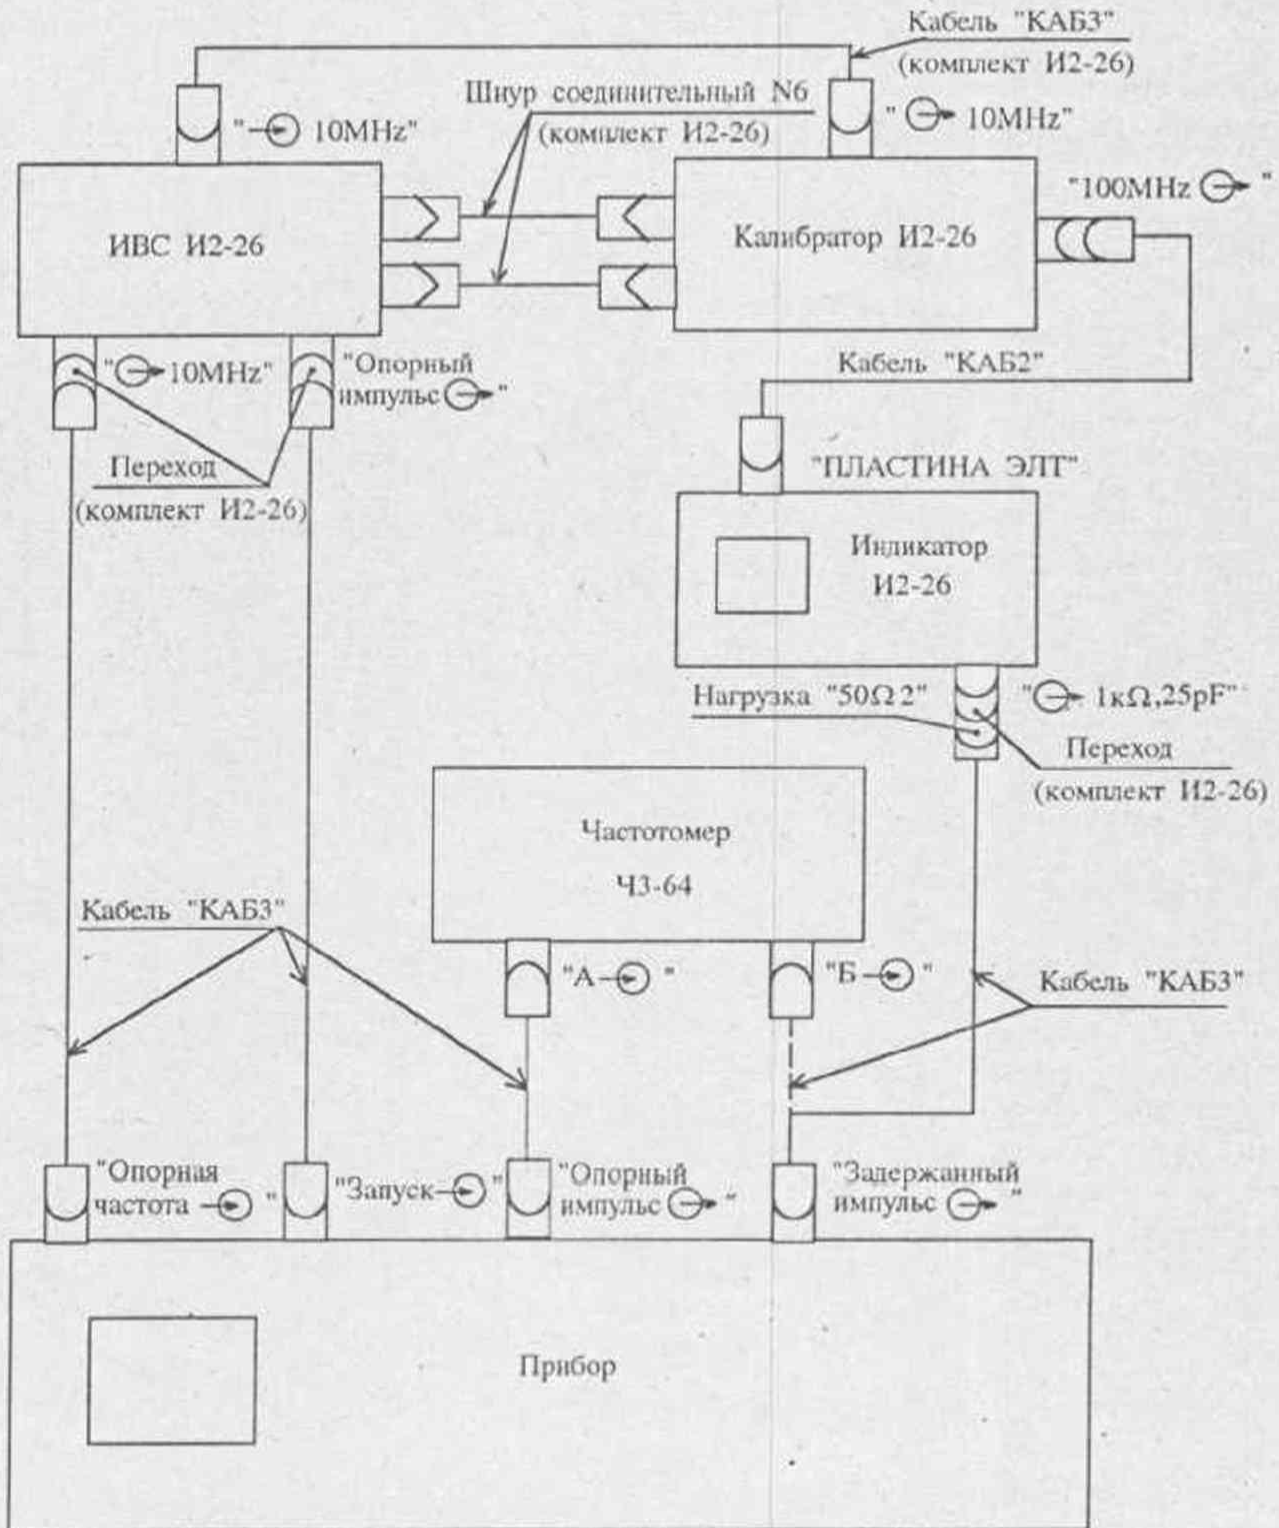 Кабель "КАБ3"
(комплект И2-26)
Шнур соединительный N6
(комплект И2-26)
" 10MHz"
" 10MHz"
"100MHz "
ИВС И2-26
Калибратор И2-26
" 10MHz"
"Опорный
импульс "
Кабель "КАБ2"
Переход
(комплект И2-26)
"ПЛАСТИНА ЭЛТ"
Индикатор
И2-26
Нагрузка "50Ω 2"
" 1кΩ,25pF"
Переход
(комплект И2-26)
Частотомер
Ч3-64
Кабель "КАБ3"
"А "
"Б "
Кабель "КАБ3"
"Опорная
частота "
"Запуск "
"Опорный
импульс "
"Задержанный
импульс "
Прибор